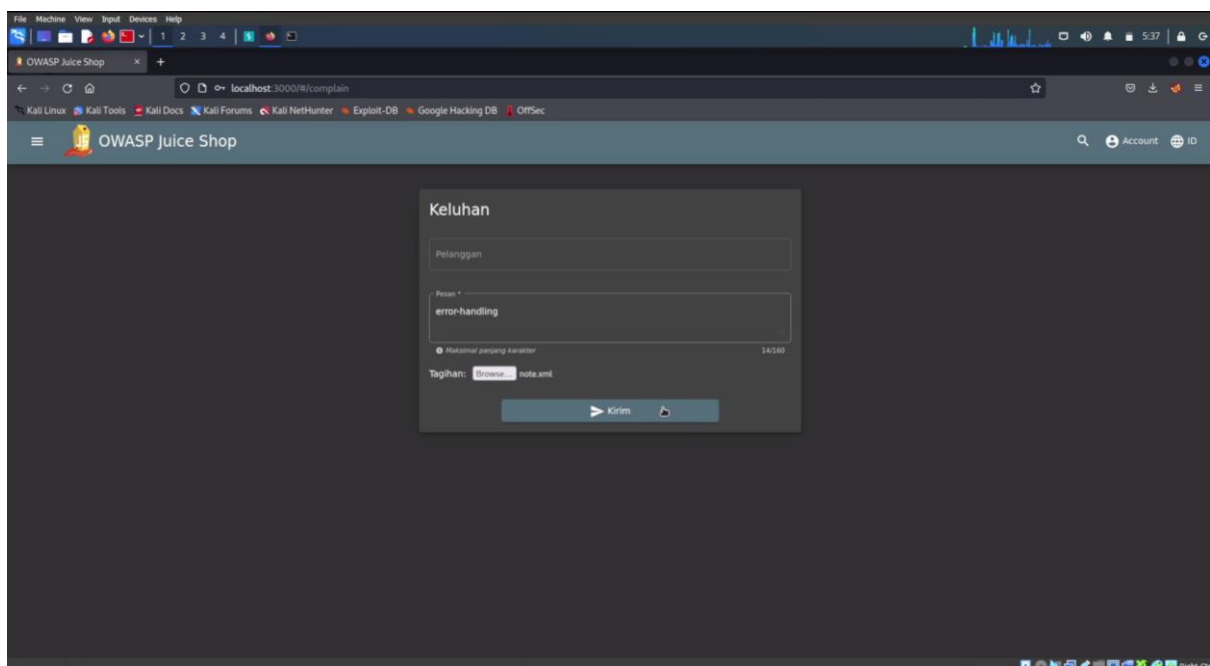 File Machine View Input Devices Help
1 2 3 4
5:37
OWASP Juice Shop
localhost:3000/#/complain
Kali Linux Kali Tools Kali Docs Kali Forums Kali NetHunter Exploit-DB Google Hacking DB OffSec
OWASP Juice Shop Account ID
Keluhan
Pelanggan
Pesan *
error-handling
Maksimal panjang karakter 14/160
Tagihan: Browse... note.xml
Kirim